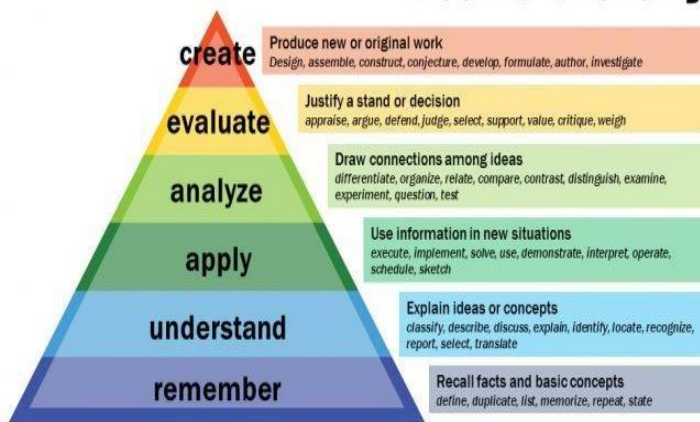 create
Produce new or original work
Design, assemble, construct, conjecture, develop, formulate, author, investigate
evaluate
Justify a stand or decision
appraise, argue, defend, judge, select, support, value, critique, weigh
analyze
Draw connections among ideas
differentiate, organize, relate, compare, contrast, distinguish, examine,
experiment, question, test
apply
Use information in new situations
execute, implement, solve, use, demonstrate, interpret, operate,
schedule, sketch
understand
Explain ideas or concepts
classify, describe, discuss, explain, identify, locate, recognize,
report, select, translate
remember
Recall facts and basic concepts
define, duplicate, list, memorize, repeat, state